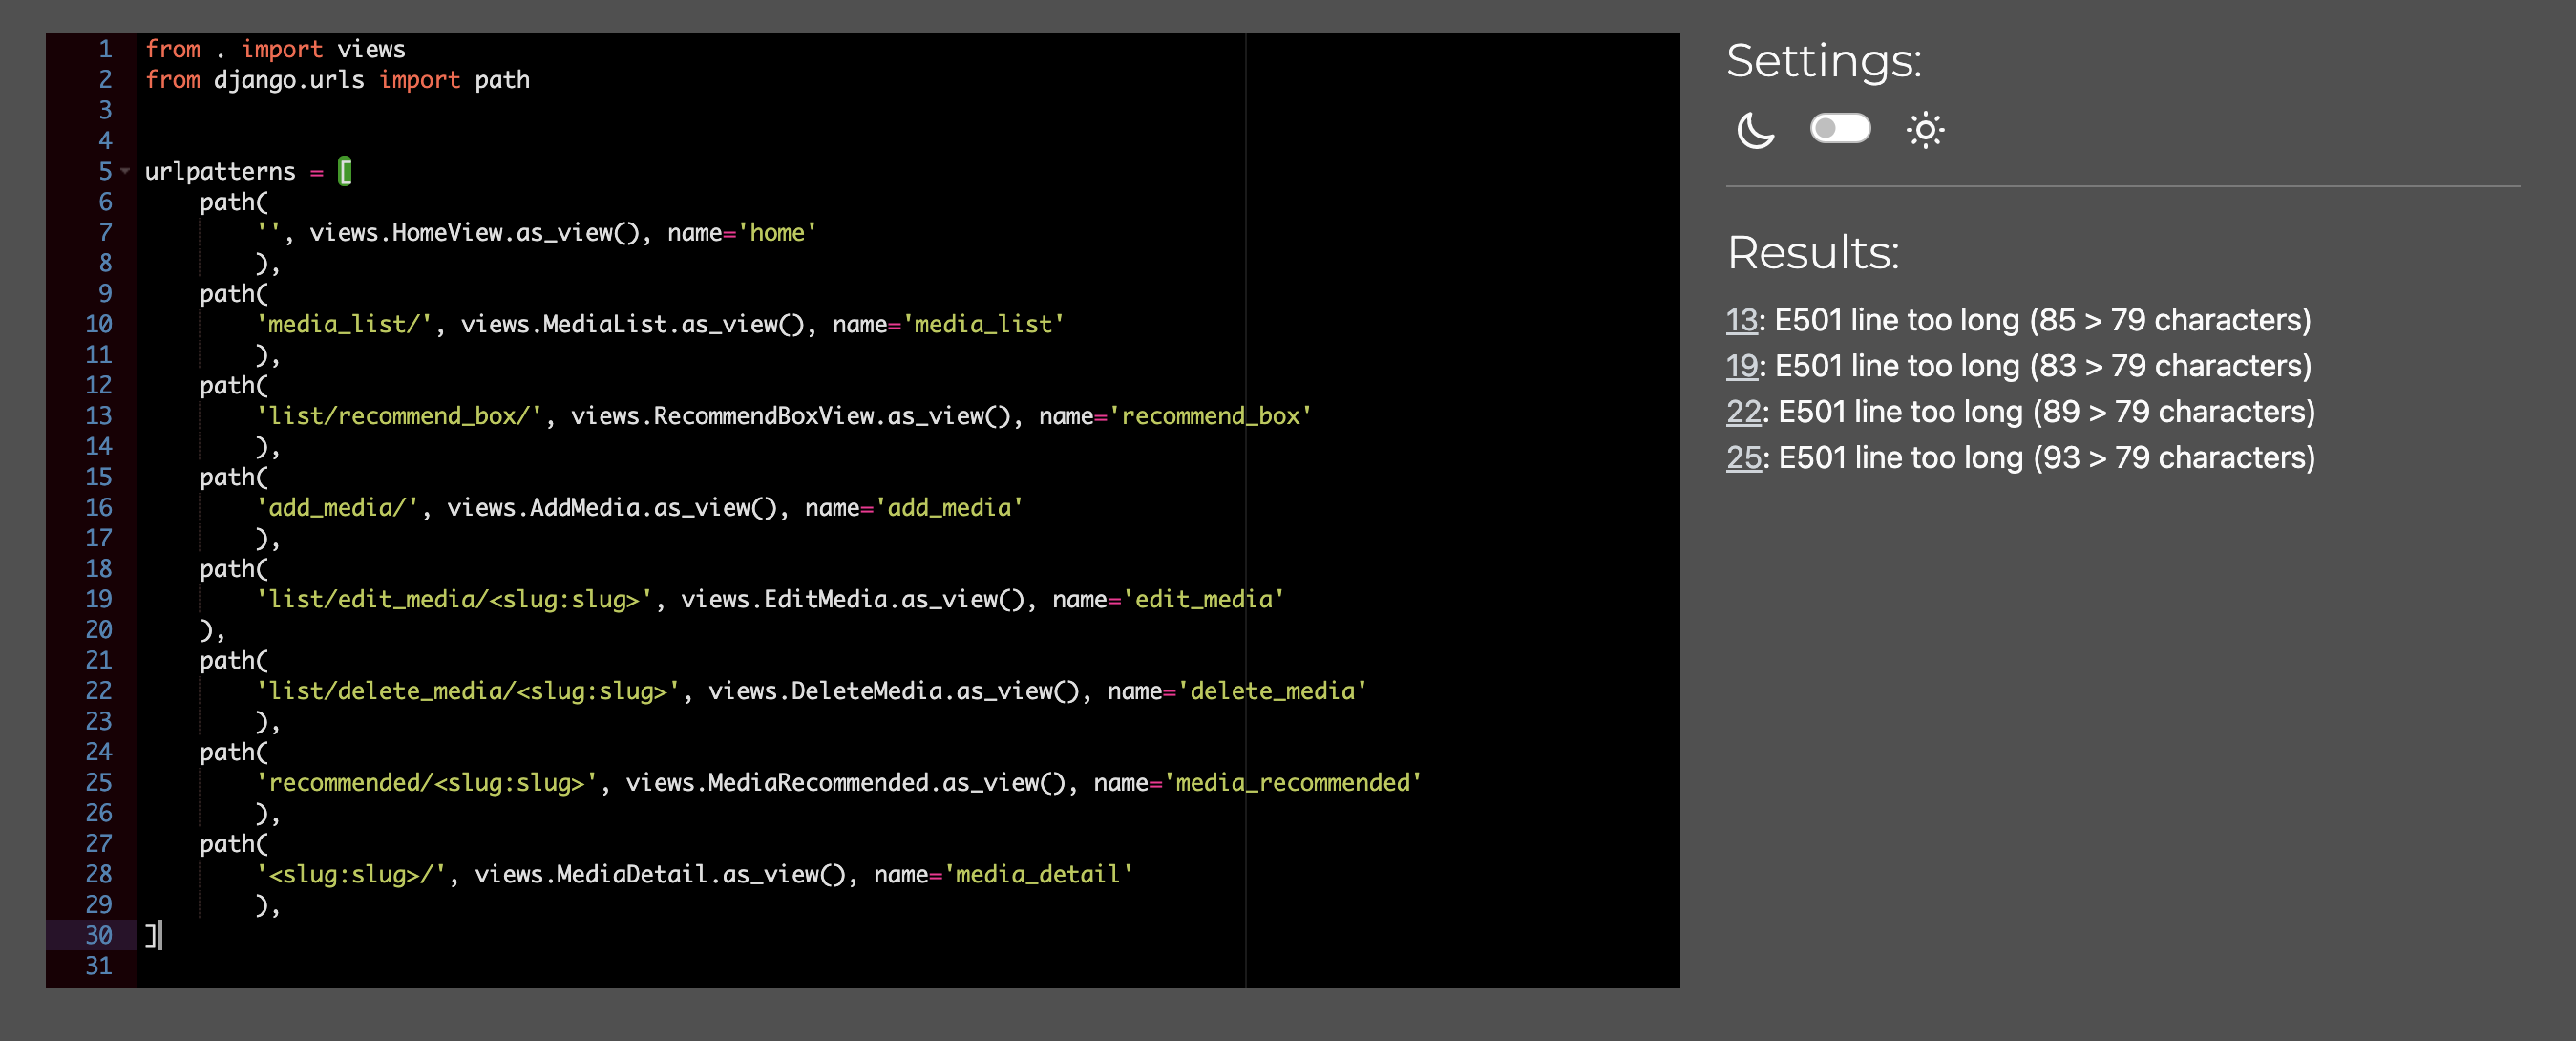 1 from . import views
2 from django.urls import path
3
4
5 urlpatterns = [
6     path(
7         '', views.HomeView.as_view(), name='home'
8         ),
9     path(
10         'media_list/', views.MediaList.as_view(), name='media_list'
11         ),
12     path(
13         'list/recommend_box/', views.RecommendBoxView.as_view(), name='recommend_box'
14         ),
15     path(
16         'add_media/', views.AddMedia.as_view(), name='add_media'
17         ),
18     path(
19         'list/edit_media/<slug:slug>', views.EditMedia.as_view(), name='edit_media'
20     ),
21     path(
22         'list/delete_media/<slug:slug>', views.DeleteMedia.as_view(), name='delete_media'
23         ),
24     path(
25         'recommended/<slug:slug>', views.MediaRecommended.as_view(), name='media_recommended'
26         ),
27     path(
28         '<slug:slug>/', views.MediaDetail.as_view(), name='media_detail'
29         ),
30 ]
31
Settings:
Results:
13: E501 line too long (85 > 79 characters)
19: E501 line too long (83 > 79 characters)
22: E501 line too long (89 > 79 characters)
25: E501 line too long (93 > 79 characters)